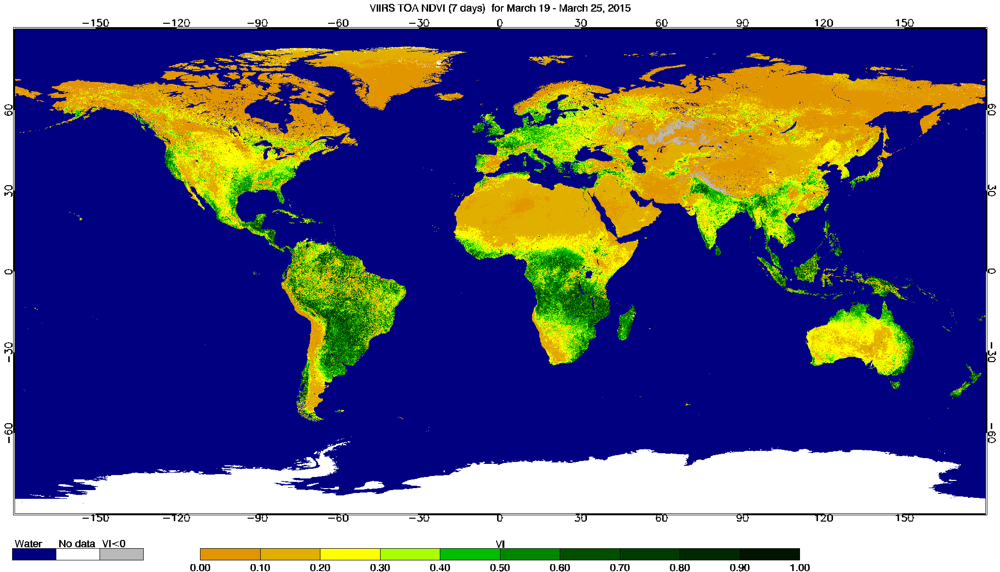 VIIRS TOA NDVI (7 days)  for March 19 - March 25, 2015
−150 −120 −90 −60 −30 0 30 60 90 120 150
60 60
30 30
0 0
−30 −30
−60 −60
−150 −120 −90 −60 −30 0 30 60 90 120 150
Water No data VI<0 VI
0.00 0.10 0.20 0.30 0.40 0.50 0.60 0.70 0.80 0.90 1.00